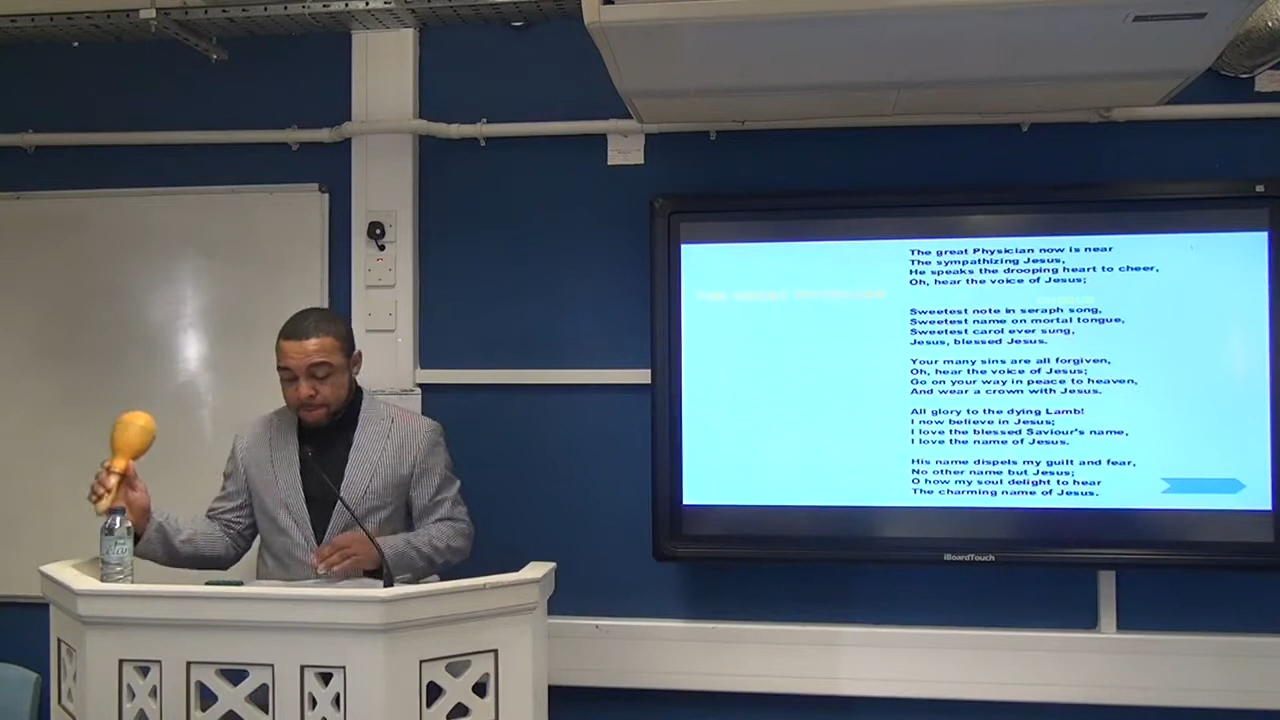 The great Physician now is near
The sympathizing Jesus,
He speaks the drooping heart to cheer,
Oh, hear the voice of Jesus;
Sweetest note in seraph song,
Sweetest name on mortal tongue,
Sweetest carol ever sung,
Jesus, blessed Jesus.
Your many sins are all forgiven,
Oh, hear the voice of Jesus;
Go on your way in peace to heaven,
And wear a crown with Jesus.
All glory to the dying Lamb!
I now believe in Jesus;
I love the blessed Saviour's name,
I love the name of Jesus.
His name dispels my guilt and fear,
No other name but Jesus;
O how my soul delight to hear
The charming name of Jesus.
iBoardTouch